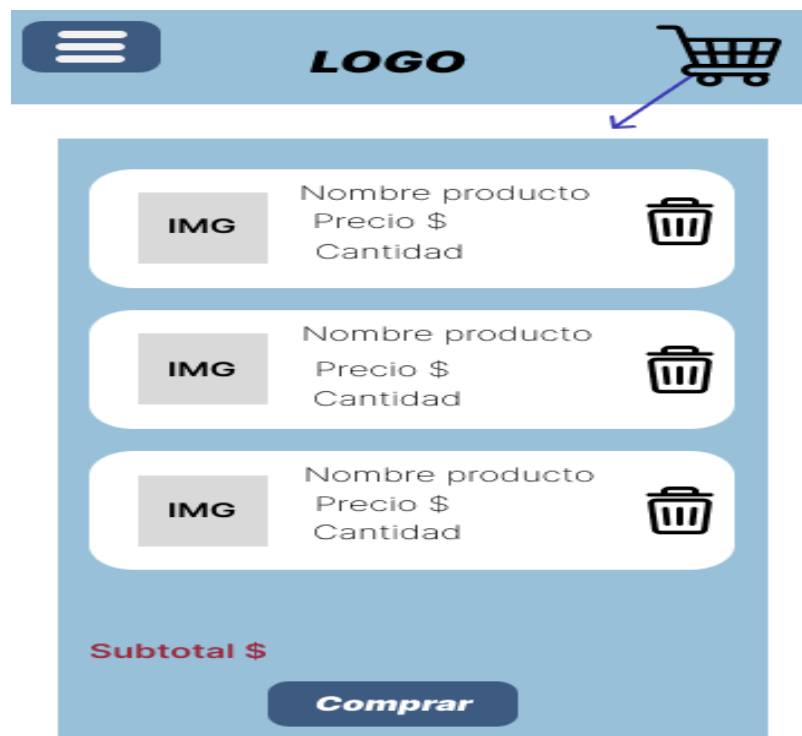 LOGO
IMG
Nombre producto
Precio $
Cantidad
IMG
Nombre producto
Precio $
Cantidad
IMG
Nombre producto
Precio $
Cantidad
Subtotal $
Comprar